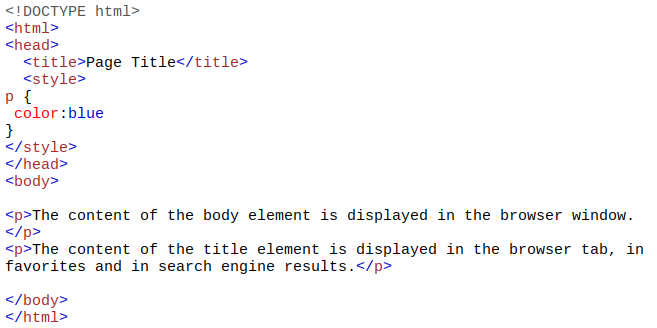 <!DOCTYPE html>
<html>
<head>
  <title>Page Title</title>
  <style>
p {
 color:blue
}
</style>
</head>
<body>

<p>The content of the body element is displayed in the browser window.
</p>
<p>The content of the title element is displayed in the browser tab, in
favorites and in search engine results.</p>

</body>
</html>